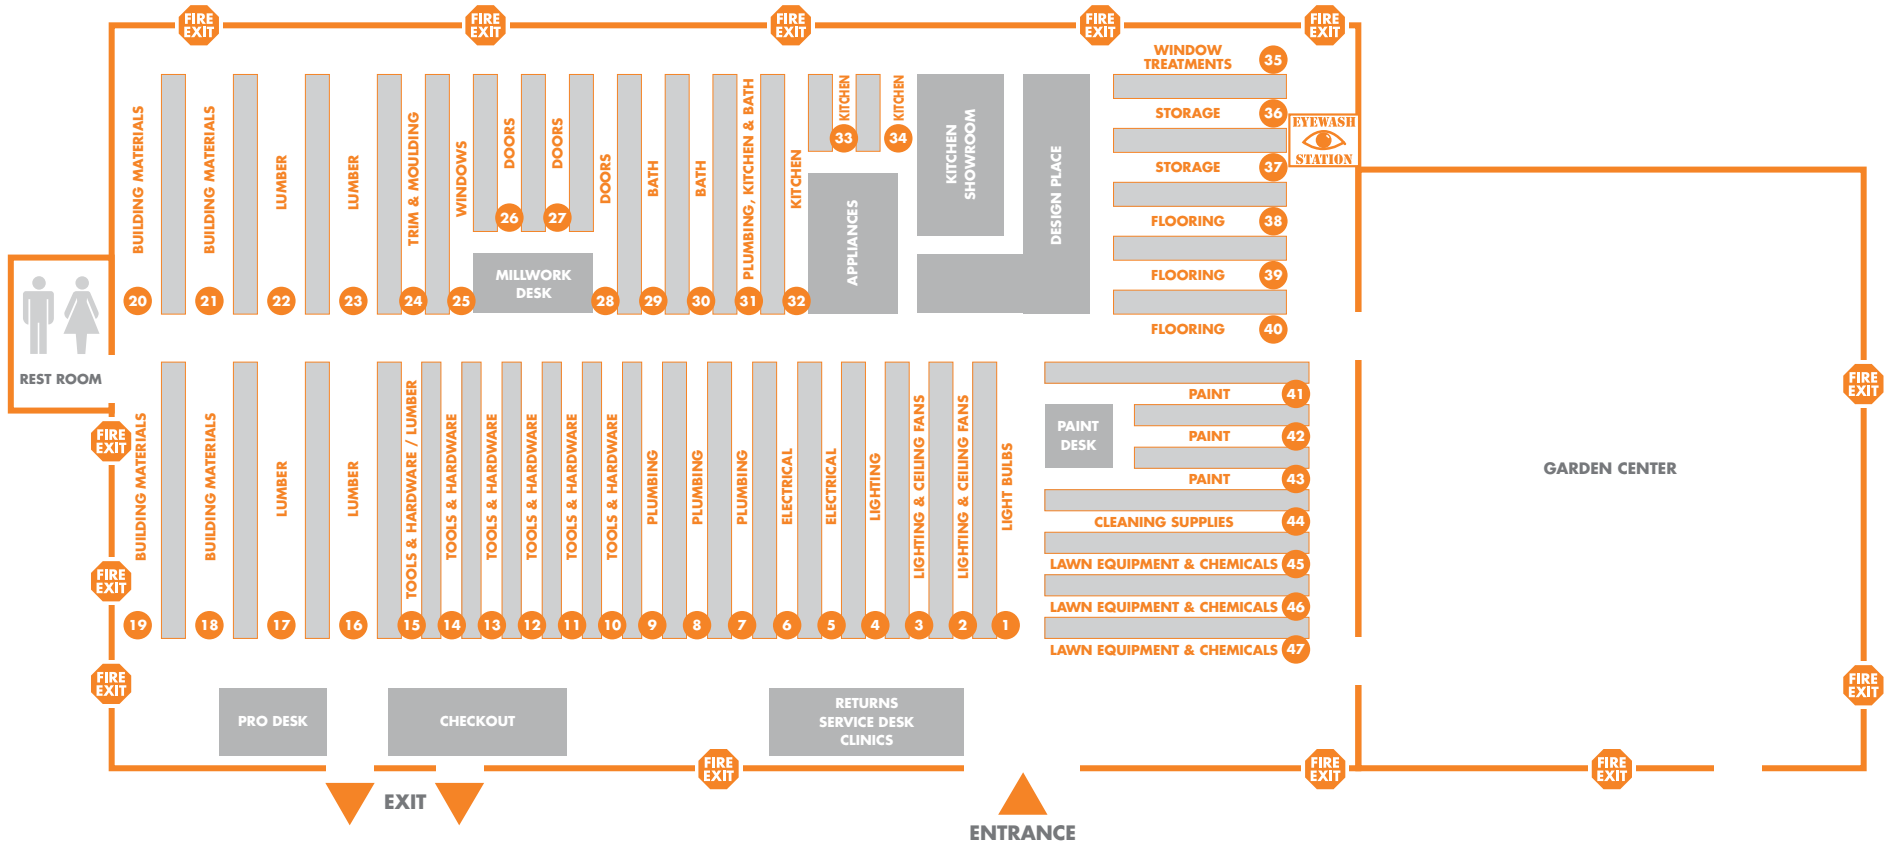 FIRE
EXIT
FIRE
EXIT
FIRE
EXIT
FIRE
EXIT
FIRE
EXIT
BUILDING MATERIALS
20
BUILDING MATERIALS
21
LUMBER
22
LUMBER
23
TRIM & MOULDING
24
WINDOWS
25
DOORS
26
DOORS
27
MILLWORK
DESK
DOORS
28
BATH
29
BATH
30
PLUMBING, KITCHEN & BATH
31
KITCHEN
32
KITCHEN
33
KITCHEN
34
APPLIANCES
KITCHEN
SHOWROOM
DESIGN PLACE
WINDOW
TREATMENTS
35
STORAGE
36
STORAGE
37
FLOORING
38
FLOORING
39
FLOORING
40
EYEWASH
STATION
REST ROOM
FIRE
EXIT
FIRE
EXIT
FIRE
EXIT
BUILDING MATERIALS
19
BUILDING MATERIALS
18
LUMBER
17
LUMBER
16
TOOLS & HARDWARE / LUMBER
15
TOOLS & HARDWARE
14
TOOLS & HARDWARE
13
TOOLS & HARDWARE
12
TOOLS & HARDWARE
11
TOOLS & HARDWARE
10
PLUMBING
9
PLUMBING
8
PLUMBING
7
ELECTRICAL
6
ELECTRICAL
5
LIGHTING
4
LIGHTING & CEILING FANS
3
LIGHTING & CEILING FANS
2
LIGHT BULBS
1
PAINT
DESK
PAINT
41
PAINT
42
PAINT
43
CLEANING SUPPLIES
44
LAWN EQUIPMENT & CHEMICALS
45
LAWN EQUIPMENT & CHEMICALS
46
LAWN EQUIPMENT & CHEMICALS
47
GARDEN CENTER
FIRE
EXIT
FIRE
EXIT
PRO DESK
CHECKOUT
RETURNS
SERVICE DESK
CLINICS
FIRE
EXIT
FIRE
EXIT
FIRE
EXIT
EXIT
ENTRANCE